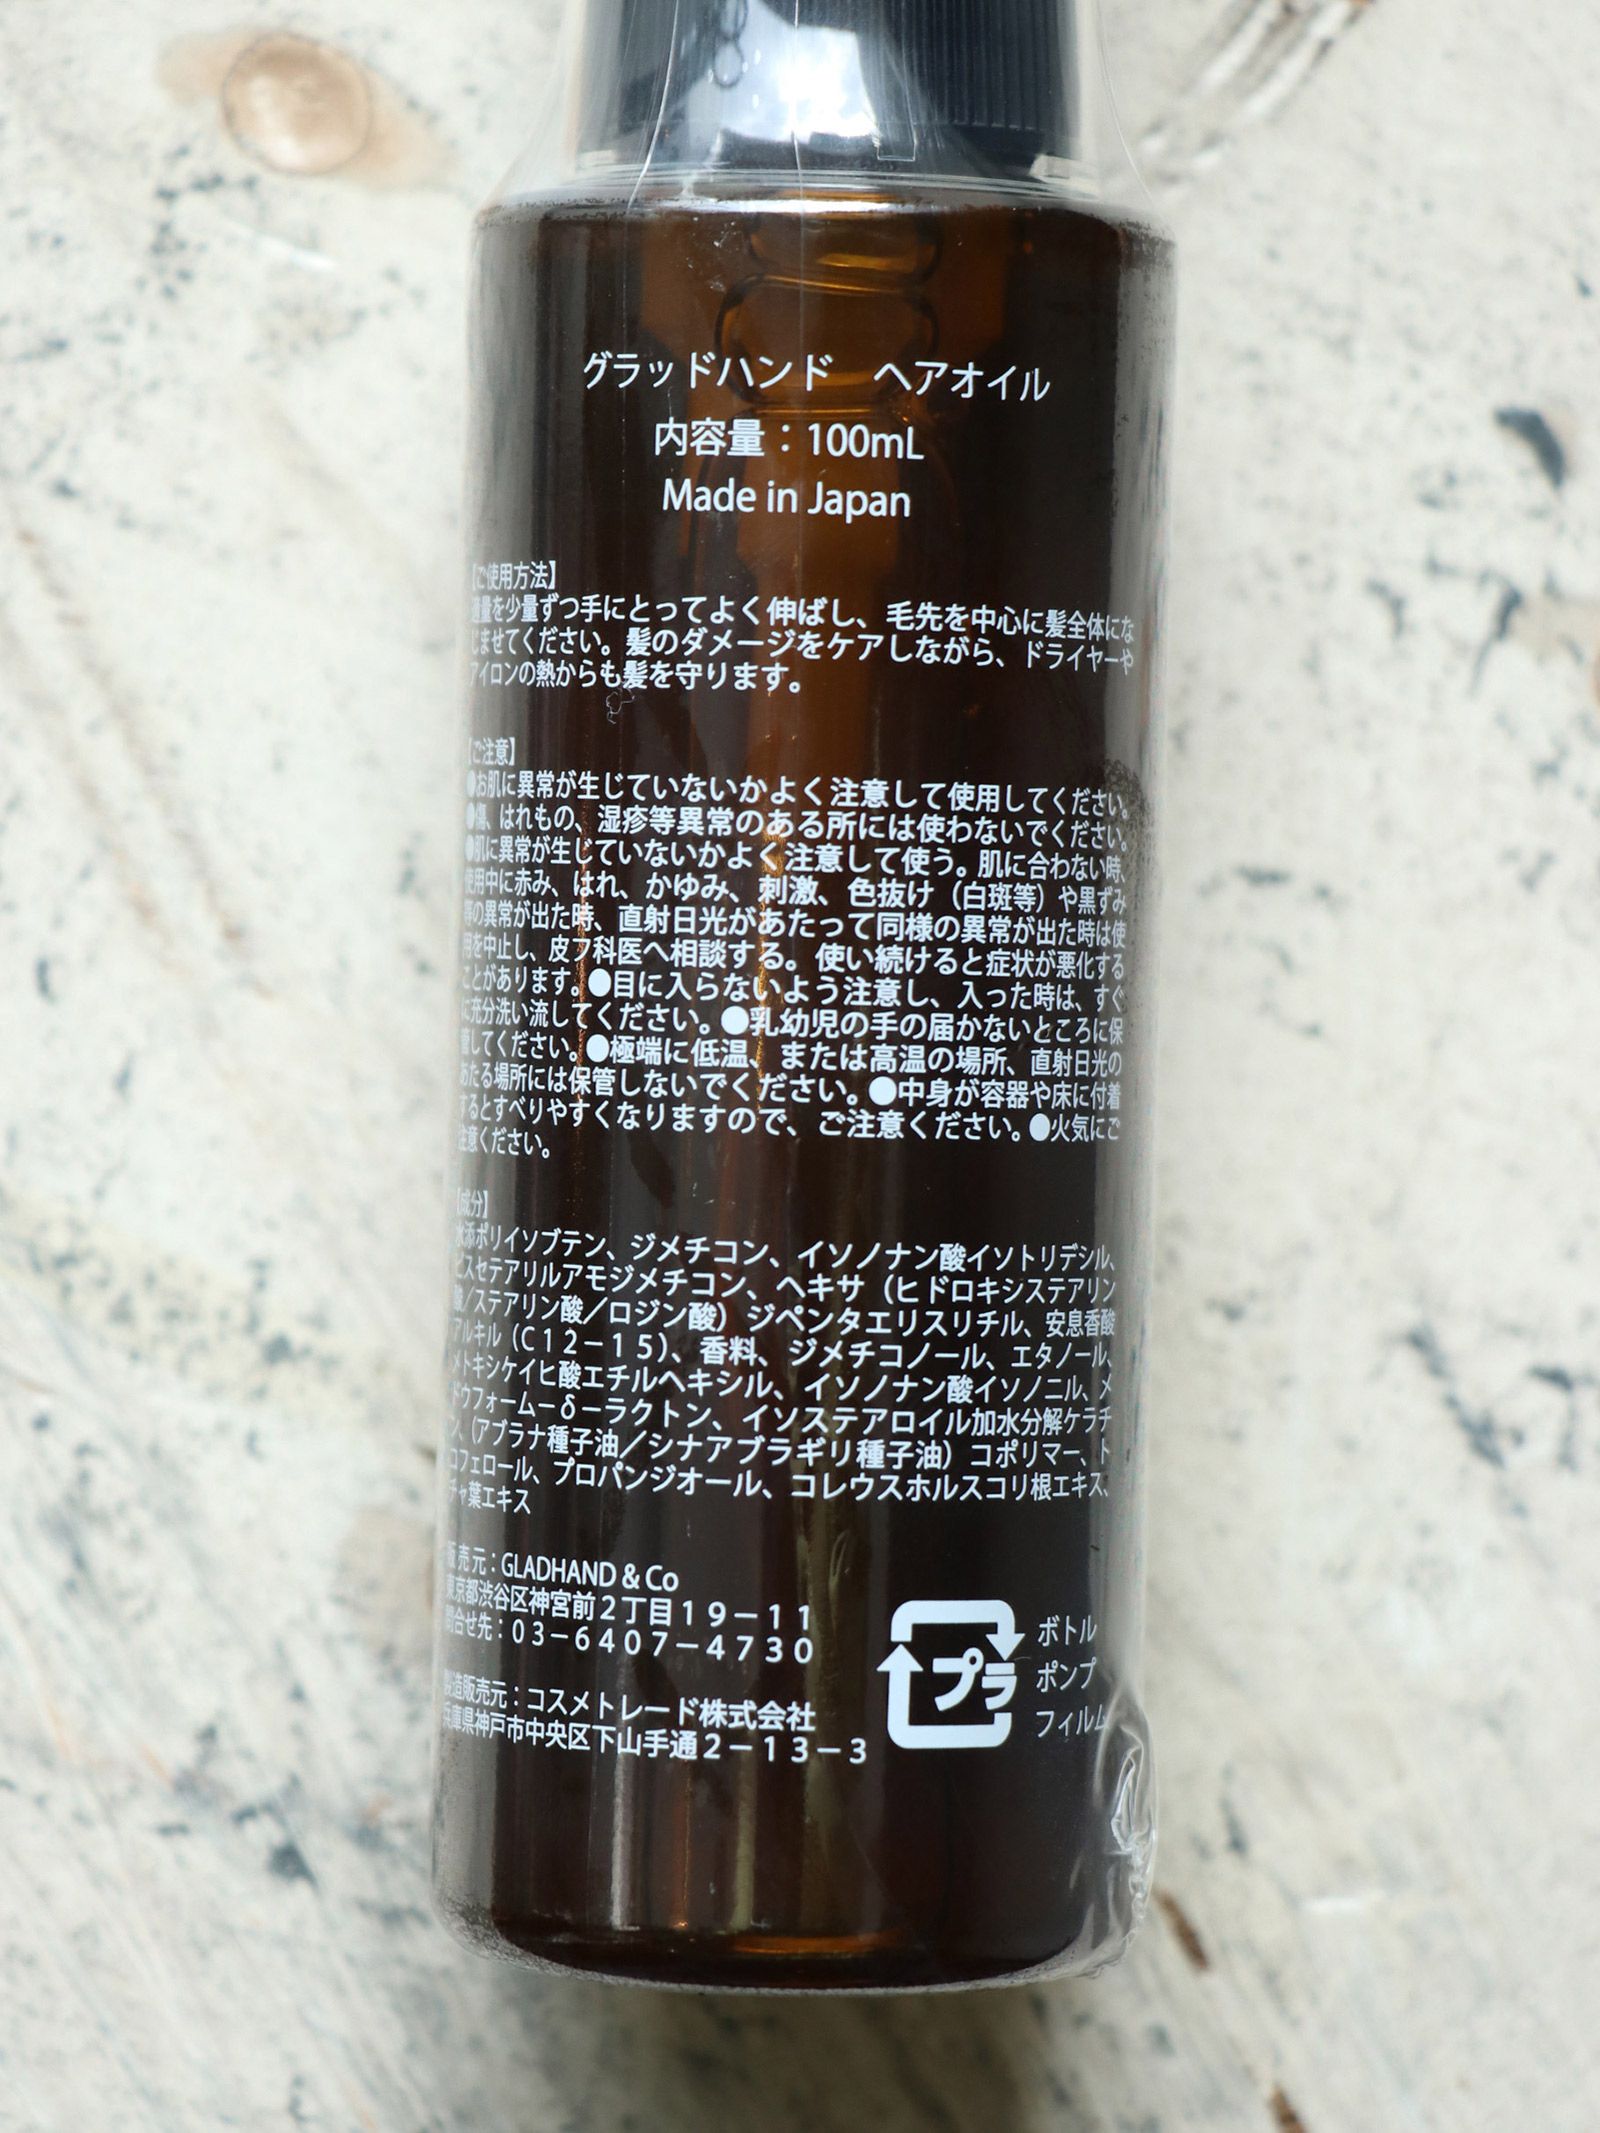 グラッドハンド　ヘアオイル
内容量：100mL
Made in Japan
【ご使用方法】
適量を少量ずつ手にとってよく伸ばし、毛先を中心に髪全体にな
じませてください。髪のダメージをケアしながら、ドライヤーや
アイロンの熱からも髪を守ります。
【ご注意】
●お肌に異常が生じていないかよく注意して使用してください。
●傷、はれもの、湿疹等異常のある所には使わないでください。
●肌に異常が生じていないかよく注意して使う。肌に合わない時、
使用中に赤み、はれ、かゆみ、刺激、色抜け（白斑等）や黒ずみ
等の異常が出た時、直射日光があたって同様の異常が出た時は使
用を中止し、皮フ科医へ相談する。使い続けると症状が悪化する
ことがあります。●目に入らないよう注意し、入った時は、すぐ
に充分洗い流してください。●乳幼児の手の届かないところに保
管してください。●極端に低温、または高温の場所、直射日光の
あたる場所には保管しないでください。●中身が容器や床に付着
するとすべりやすくなりますので、ご注意ください。●火気にご
注意ください。
【成分】
水添ポリイソブテン、ジメチコン、イソノナン酸イソトリデシル、
ビスセテアリルアモジメチコン、ヘキサ（ヒドロキシステアリン
酸／ステアリン酸／ロジン酸）ジペンタエリスリチル、安息香酸
アルキル（Ｃ１２－１５）、香料、ジメチコノール、エタノール、
メトキシケイヒ酸エチルヘキシル、イソノナン酸イソノニル、メ
ドウフォーム－δ－ラクトン、イソステアロイル加水分解ケラチ
ン、（アブラナ種子油／シナアブラギリ種子油）コポリマー、ト
コフェロール、プロパンジオール、コレウスホルスコリ根エキス、
チャ葉エキス
販売元：GLADHAND & Co
東京都渋谷区神宮前２丁目１９－１１
問合せ先：０３－６４０７－４７３０
製造販売元：コスメトレード株式会社
兵庫県神戸市中央区下山手通２－１３－３
プラ
ボトル
ポンプ
フィルム